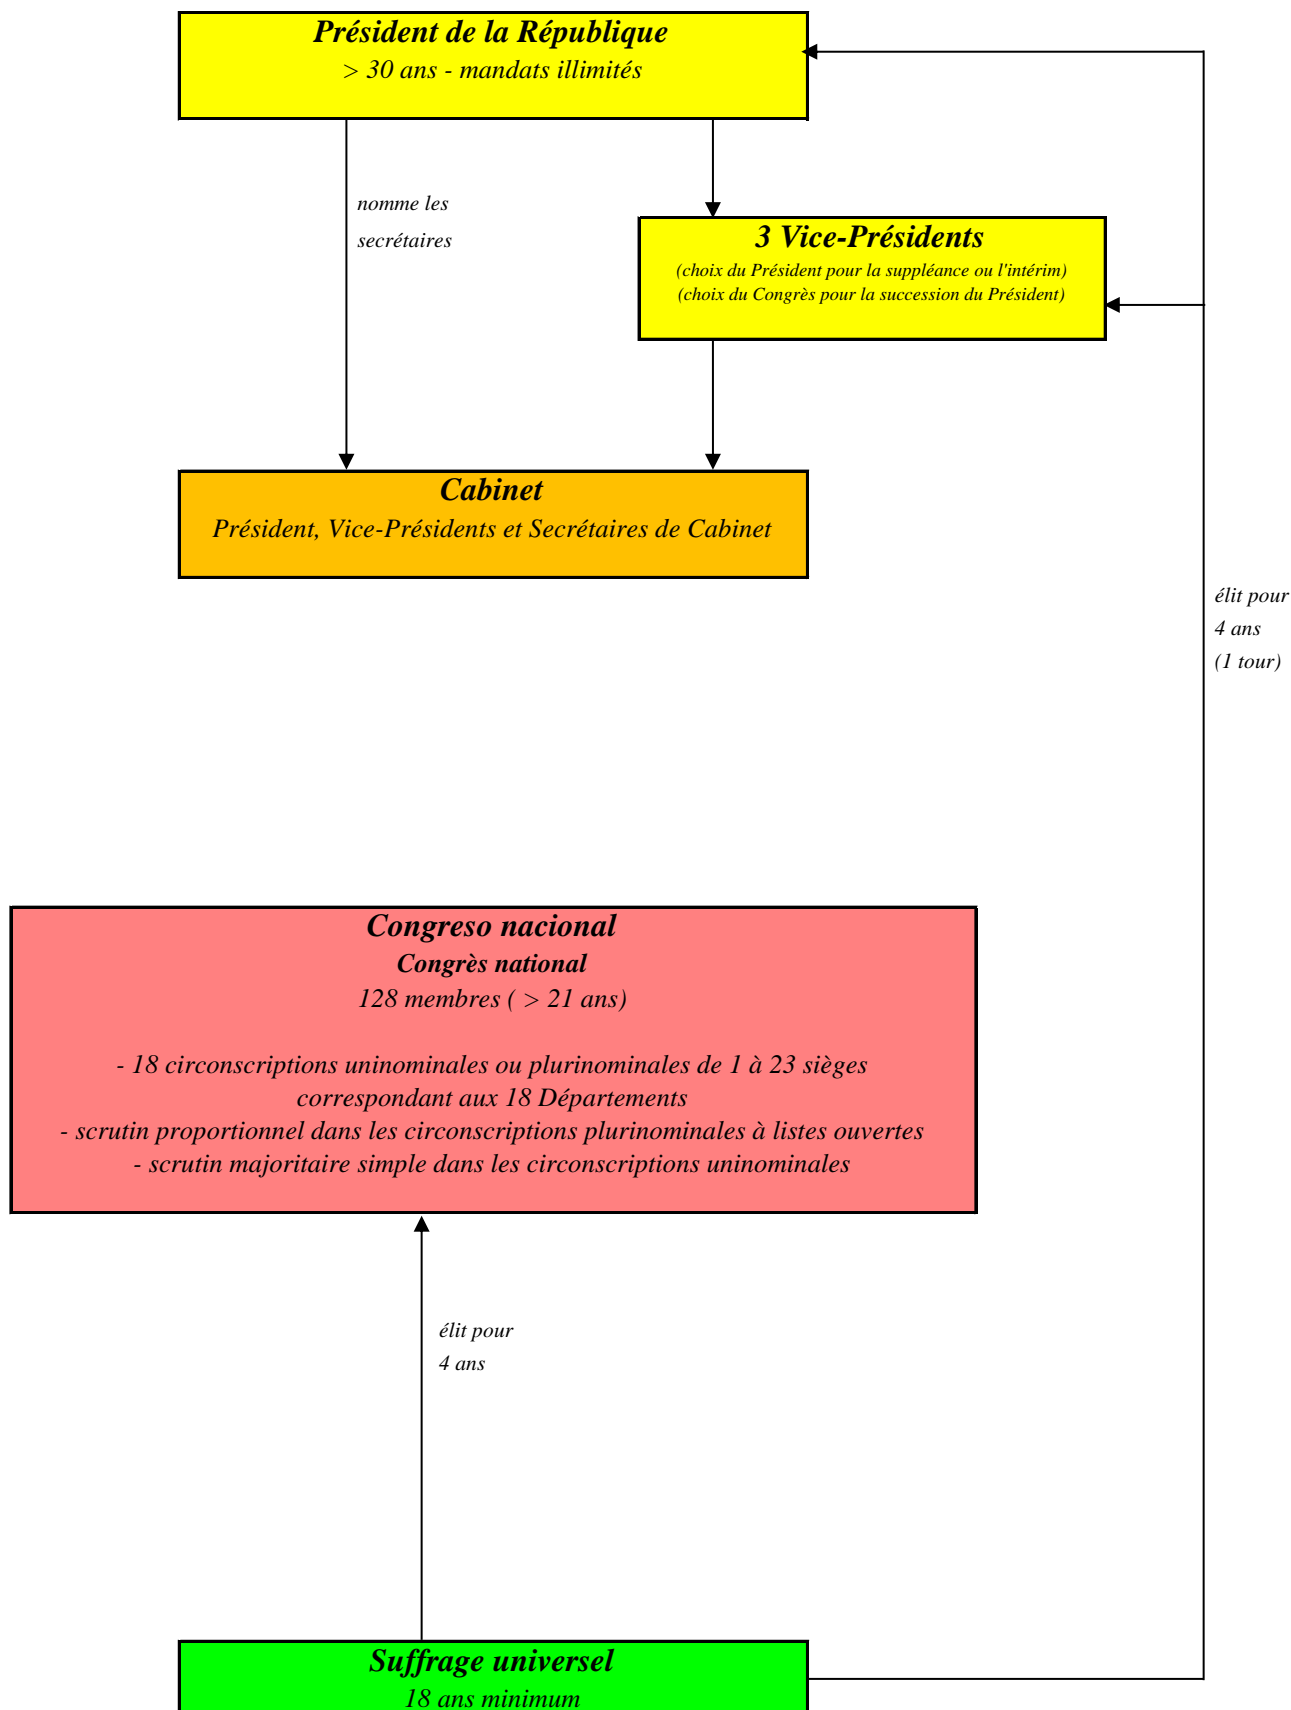 Président de la République
> 30 ans - mandats illimités
nomme les
secrétaires
3 Vice-Présidents
(choix du Président pour la suppléance ou l'intérim)
(choix du Congrès pour la succession du Président)
Cabinet
Président, Vice-Présidents et Secrétaires de Cabinet
élit pour
4 ans
(1 tour)
Congreso nacional
Congrès national
128 membres ( > 21 ans)
- 18 circonscriptions uninominales ou plurinominales de 1 à 23 sièges
correspondant aux 18 Départements
- scrutin proportionnel dans les circonscriptions plurinominales à listes ouvertes
- scrutin majoritaire simple dans les circonscriptions uninominales
élit pour
4 ans
Suffrage universel
18 ans minimum